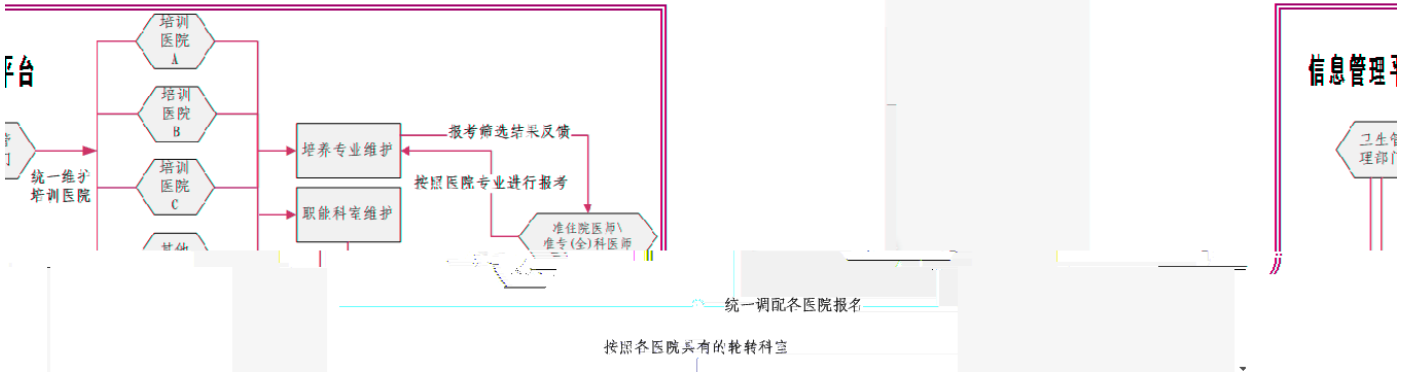 培训
医院
A
平台
信息管理平
培训
医院
B
报考筛选结果反馈
培养专业维护
卫生管
理部门
统一维护
培训医院
培训
医院
C
按照医院专业进行报考
职能科室维护
准住院医师\
准专(全)科医师
其他
统一调配各医院报名
按照各医院具有的轮转科室